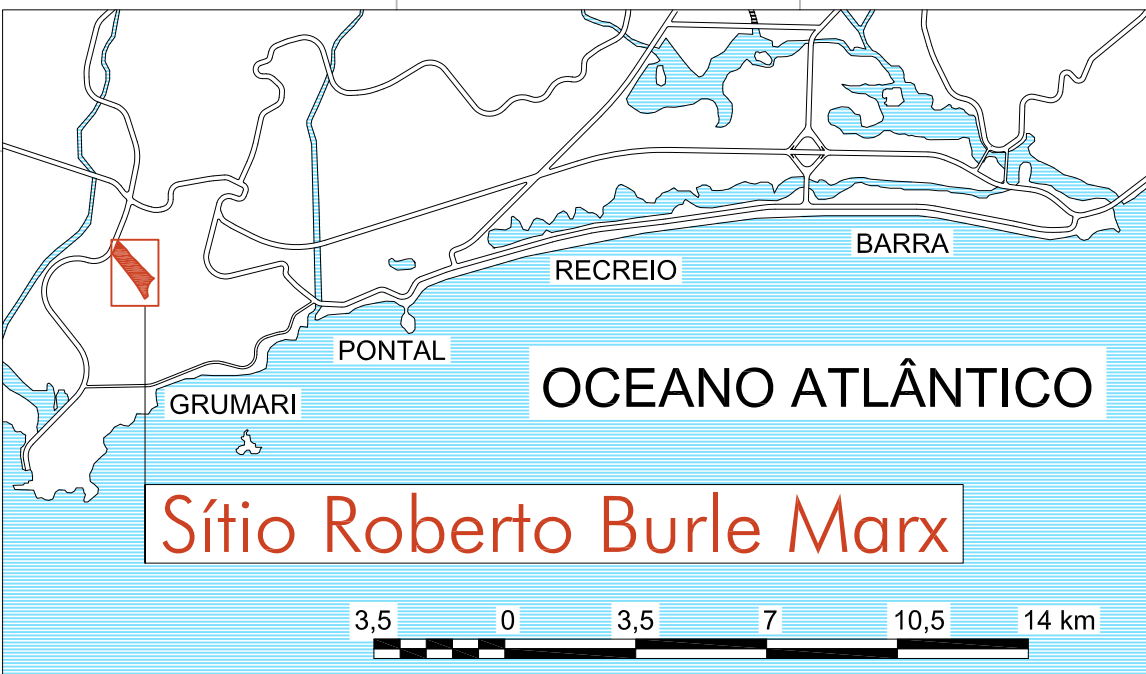 BARRA
RECREIO
PONTAL
OCEANO ATLÂNTICO
GRUMARI
Sítio Roberto Burle Marx
3,5 0 3,5 7 10,5 14 km